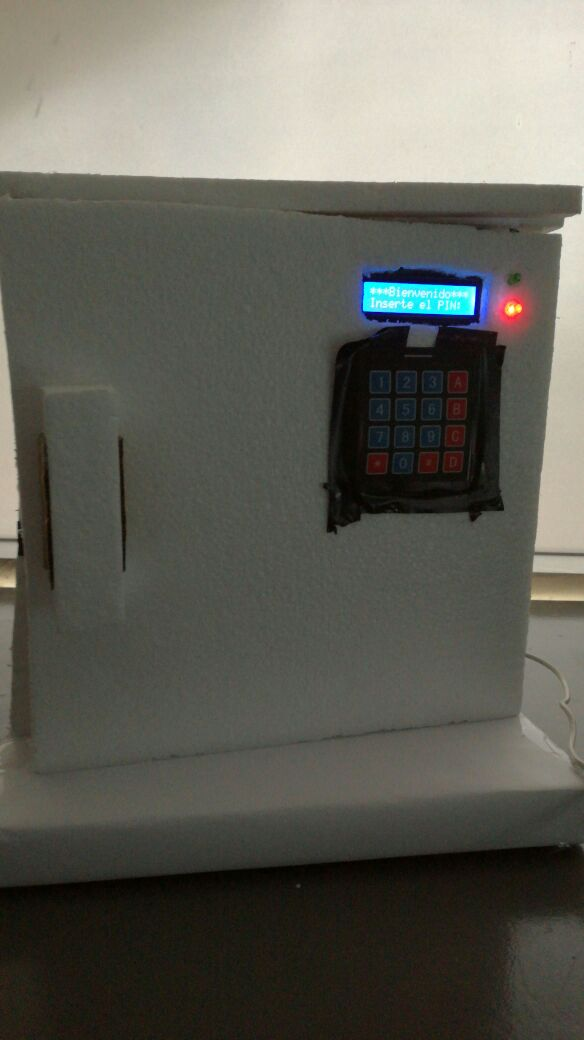 ***Bienvenido***
Inserte el PIN:
1 2 3 A
4 5 6 B
7 8 9 C
* 0 # D